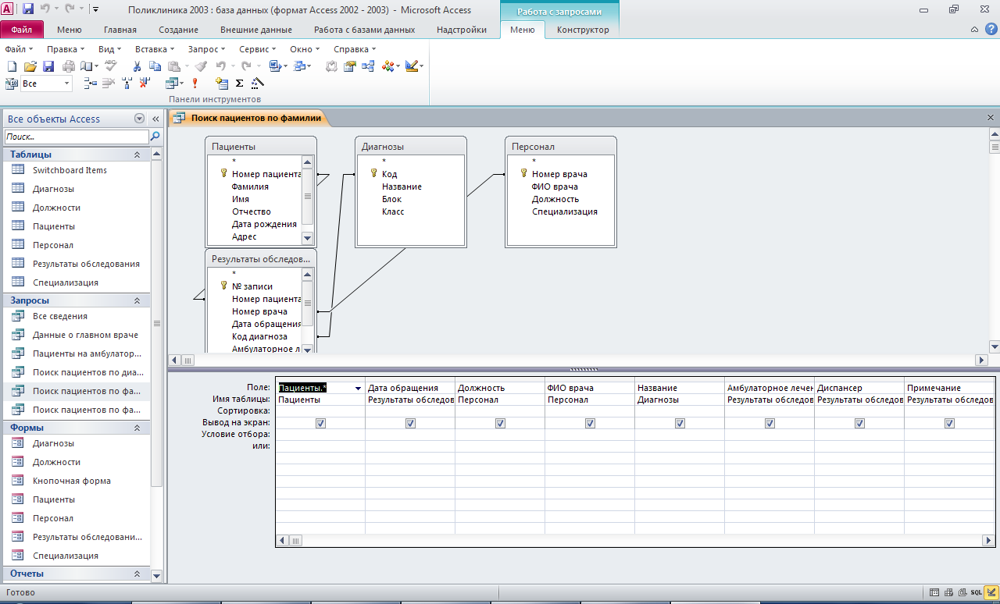 Поликлиника 2003 : база данных (формат Access 2002 - 2003) - Microsoft Access
Работа с запросами
Файл Меню Главная Создание Внешние данные Работа с базами данных Надстройки Меню Конструктор
Файл Правка Вид Вставка Запрос Сервис Окно Справка
Все
Панели инструментов
Все объекты Access
Поиск...
Таблицы
Switchboard Items
Диагнозы
Должности
Пациенты
Персонал
Результаты обследования
Специализация
Запросы
Все сведения
Данные о главном враче
Пациенты на амбулатор...
Поиск пациентов по диа...
Поиск пациентов по фа...
Поиск пациентов по фа...
Формы
Диагнозы
Должности
Кнопочная форма
Пациенты
Персонал
Результаты обследовани...
Специализация
Отчеты
Поиск пациентов по фамилии
Пациенты
*
Номер пациента
Фамилия
Имя
Отчество
Дата рождения
Адрес
Диагнозы
*
Код
Название
Блок
Класс
Персонал
*
Номер врача
ФИО врача
Должность
Специализация
Результаты обследов...
*
№ записи
Номер пациента
Номер врача
Дата обращения
Код диагноза
Амбулаторное л
Поле: Пациенты.* Дата обращения Должность ФИО врача Название Амбулаторное лечен Диспансер Примечание
Имя таблицы: Пациенты Результаты обследов Персонал Персонал Диагнозы Результаты обследов Результаты обследов Результаты обследов
Сортировка:
Вывод на экран:
Условие отбора:
или:
Готово
SQL